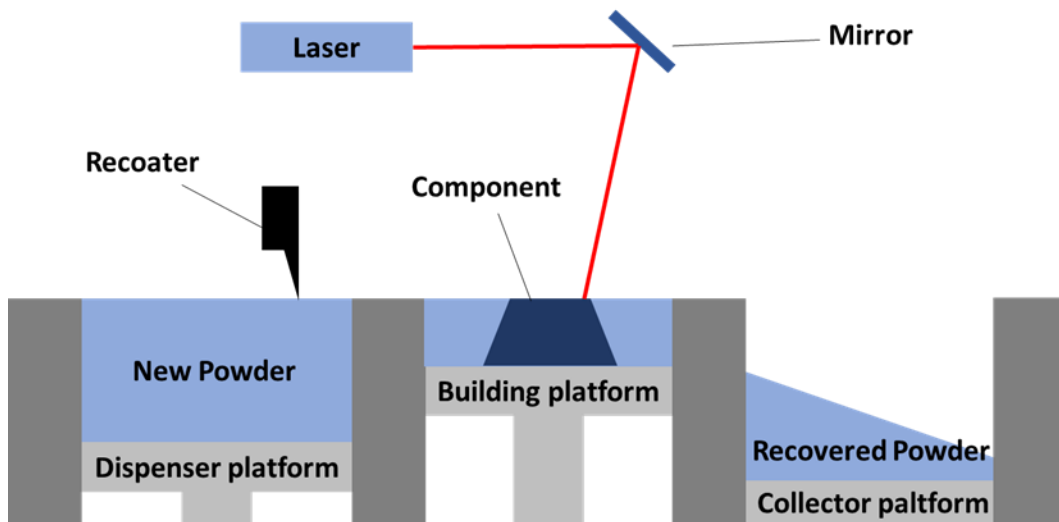 Laser
Mirror
Recoater
Component
New Powder
Building platform
Dispenser platform
Recovered Powder
Collector paltform